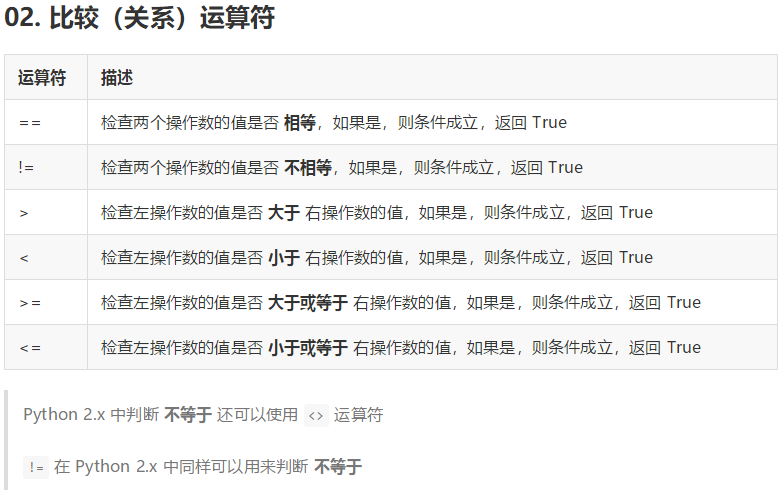 02. 比较（关系）运算符
运算符 描述
== 检查两个操作数的值是否 相等，如果是，则条件成立，返回 True
!= 检查两个操作数的值是否 不相等，如果是，则条件成立，返回 True
> 检查左操作数的值是否 大于 右操作数的值，如果是，则条件成立，返回 True
< 检查左操作数的值是否 小于 右操作数的值，如果是，则条件成立，返回 True
>= 检查左操作数的值是否 大于或等于 右操作数的值，如果是，则条件成立，返回 True
<= 检查左操作数的值是否 小于或等于 右操作数的值，如果是，则条件成立，返回 True
Python 2.x 中判断 不等于 还可以使用 <> 运算符
!= 在 Python 2.x 中同样可以用来判断 不等于